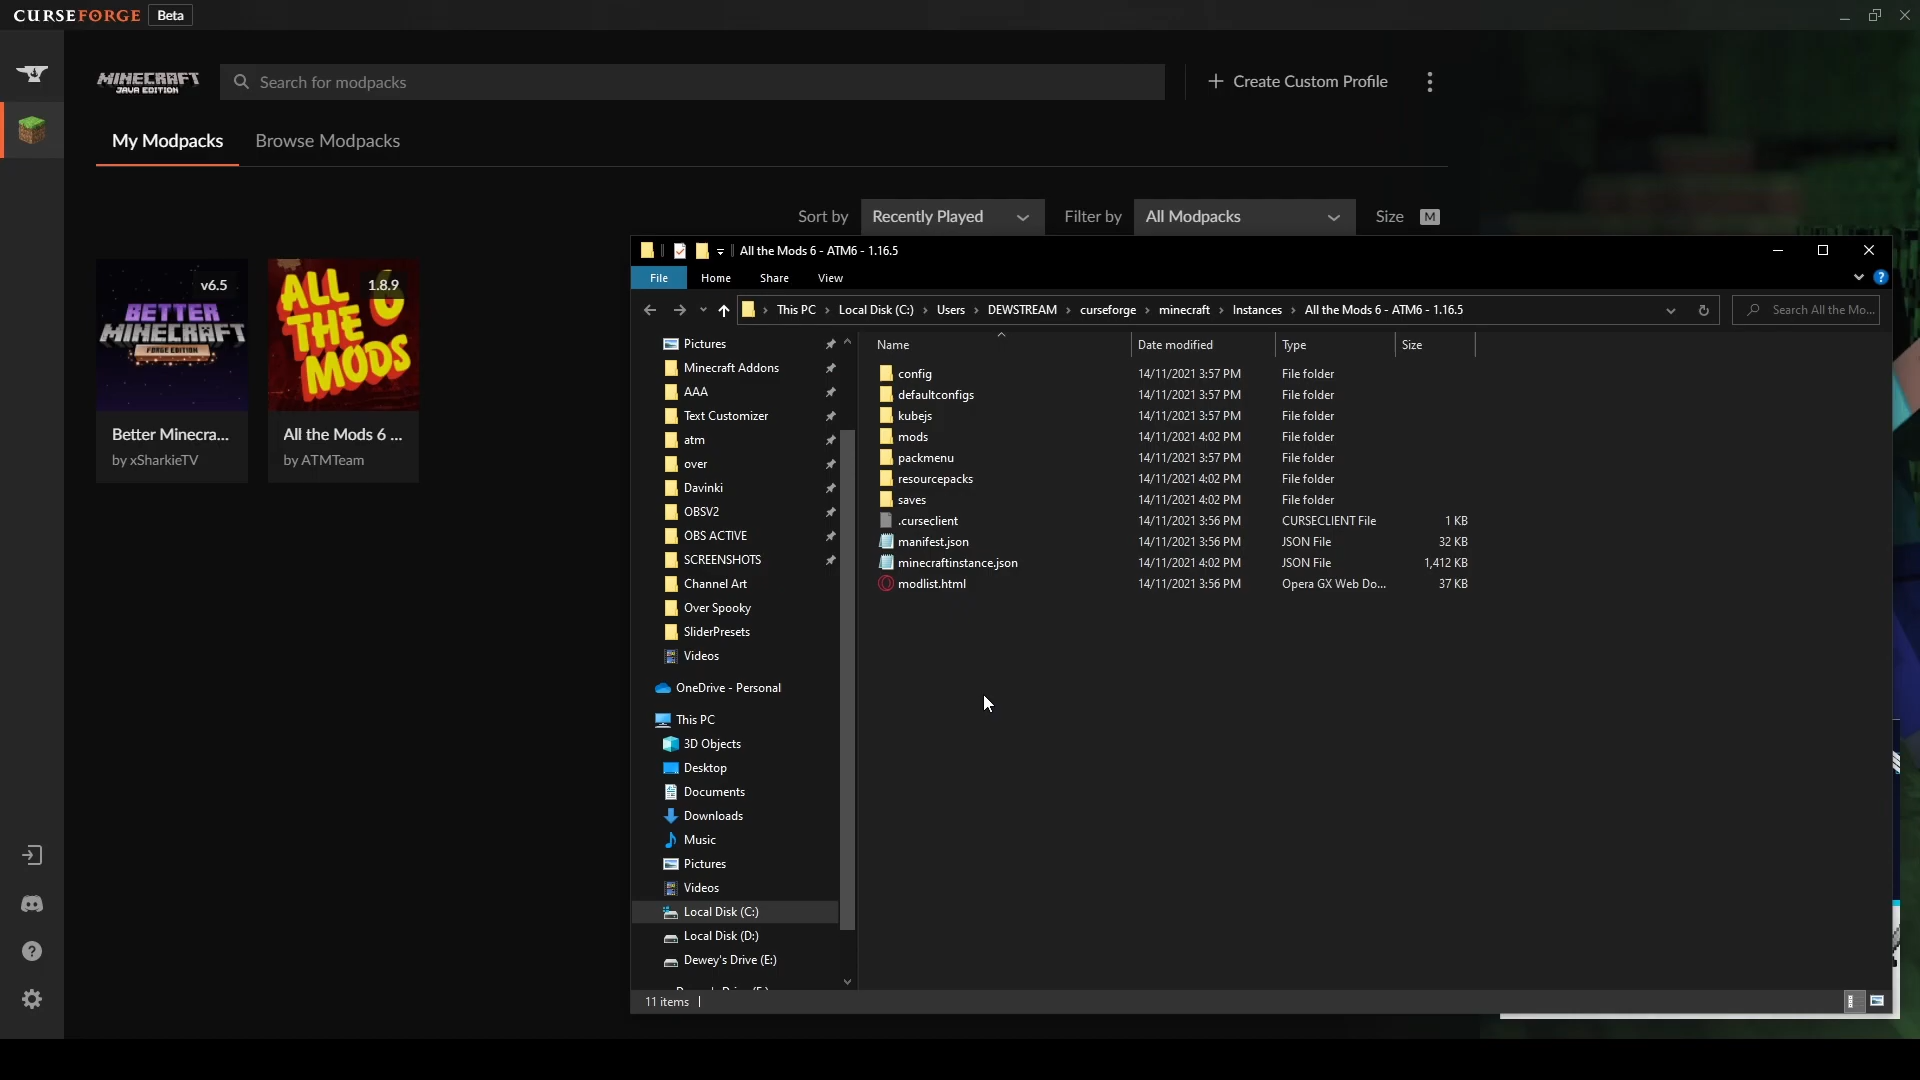 CURSEFORGE Beta
MINECRAFT
JAVA EDITION
Search for modpacks
Create Custom Profile
My Modpacks Browse Modpacks
Sort by Recently Played Filter by All Modpacks Size M
v6.5
BETTER
MINECRAFT
FORGE EDITION
Better Minecra...
by xSharkieTV
1.8.9
ALL
THE 6
MODS
All the Mods 6 ...
by ATMTeam
All the Mods 6 - ATM6 - 1.16.5
File Home Share View
This PC Local Disk (C:) Users DEWSTREAM curseforge minecraft Instances All the Mods 6 - ATM6 - 1.16.5
Search All the Mo...
Pictures
Minecraft Addons
AAA
Text Customizer
atm
over
Davinki
OBSV2
OBS ACTIVE
SCREENSHOTS
Channel Art
Over Spooky
SliderPresets
Videos
OneDrive - Personal
This PC
3D Objects
Desktop
Documents
Downloads
Music
Pictures
Videos
Local Disk (C:)
Local Disk (D:)
Dewey's Drive (E:)
Name Date modified Type Size
config 14/11/2021 3:57 PM File folder
defaultconfigs 14/11/2021 3:57 PM File folder
kubejs 14/11/2021 3:57 PM File folder
mods 14/11/2021 4:02 PM File folder
packmenu 14/11/2021 3:57 PM File folder
resourcepacks 14/11/2021 4:02 PM File folder
saves 14/11/2021 4:02 PM File folder
.curseclient 14/11/2021 3:56 PM CURSECLIENT File 1 KB
manifest.json 14/11/2021 3:56 PM JSON File 32 KB
minecraftinstance.json 14/11/2021 4:02 PM JSON File 1,412 KB
modlist.html 14/11/2021 3:56 PM Opera GX Web Do... 37 KB
11 items